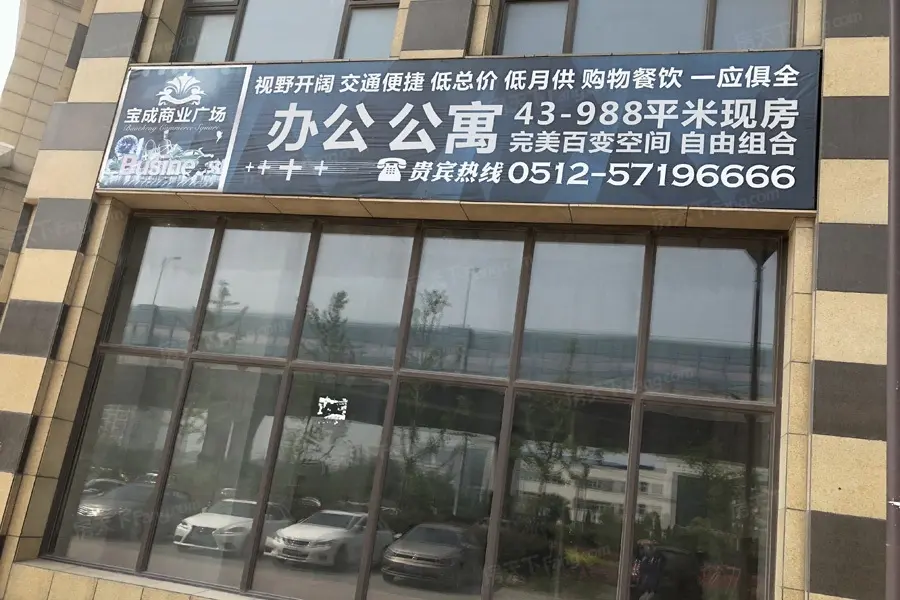 视野开阔 交通便捷 低总价 低月供 购物餐饮 一应俱全
宝成商业广场
办公 公寓
43-988平米现房
完美百变空间 自由组合
贵宾热线 0512-57196666